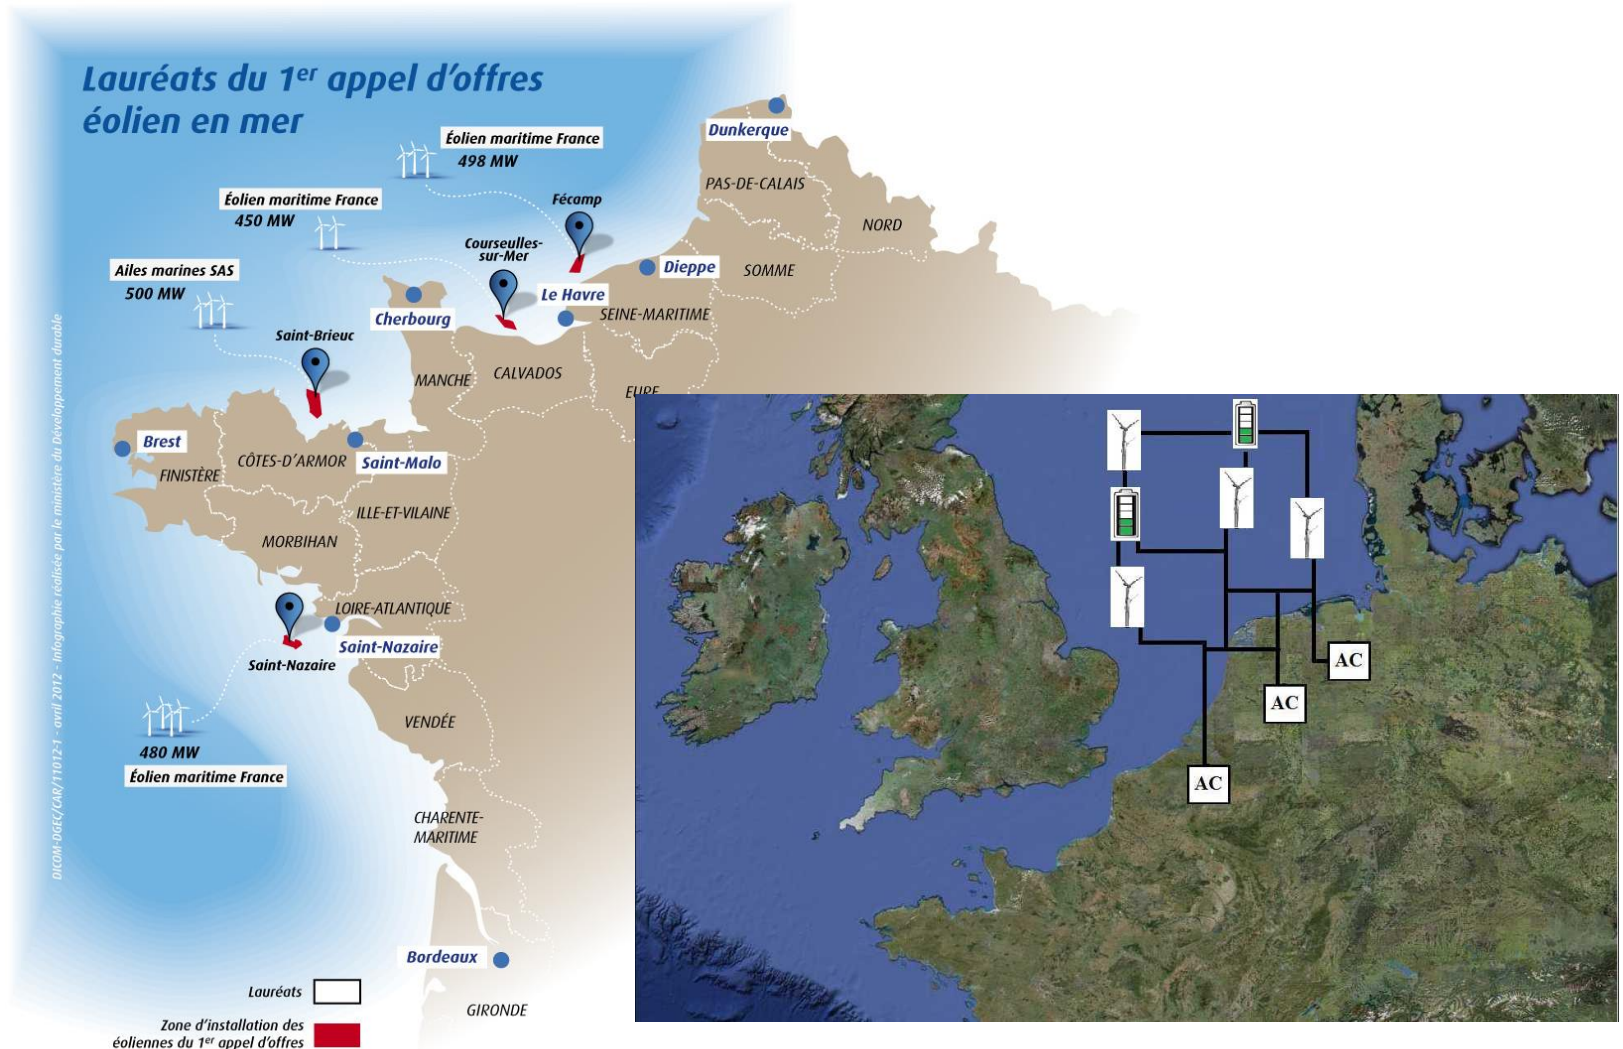 Lauréats du 1er appel d'offres
éolien en mer
Éolien maritime France
498 MW
Éolien maritime France
450 MW
Ailes marines SAS
500 MW
Fécamp
Courseulles-
sur-Mer
Saint-Brieuc
Dunkerque
PAS-DE-CALAIS
NORD
Dieppe
SOMME
Le Havre
SEINE-MARITIME
Cherbourg
MANCHE
CALVADOS
EURE
Brest
FINISTÈRE
CÔTES-D'ARMOR
Saint-Malo
ILLE-ET-VILAINE
MORBIHAN
LOIRE-ATLANTIQUE
Saint-Nazaire
Saint-Nazaire
480 MW
Éolien maritime France
VENDÉE
CHARENTE-
MARITIME
Bordeaux
GIRONDE
Lauréats
Zone d'installation des
éoliennes du 1er appel d'offres
DICOM-DGEC/CAR/11012-1 - avril 2012 - Infographie réalisée par le ministère du Développement durable
AC
AC
AC